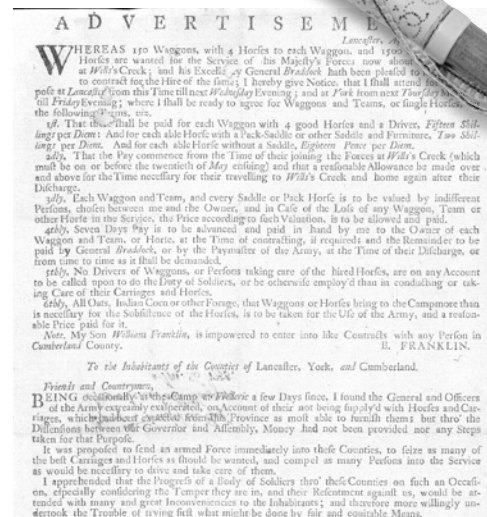 ADVERTISEME
Lancaster,
WHEREAS 150 Waggons, with 4 Horses to each Waggon, and 1500
Horses are wanted for the Service of his Majesty's Forces now about
at Wills's Creek; and his Excellency General Braddock hath been pleased to
to contract for the Hire of the same; I hereby give Notice, that I shall attend for
pose at Lancaster from this Time till next Wednesday Evening; and at York from next Thursday
'till Friday Evening; where I shall be ready to agree for Waggons and Teams, or single Horses,
the following Terms, viz.
1st. That there shall be paid for each Waggon with 4 good Horses and a Driver, Fifteen Shil-
lings per Diem: And for each able Horse with a Pack-Saddle or other Saddle and Furniture, Two Shil-
lings per Diem. And for each able Horse without a Saddle, Eighteen Pence per Diem.
2dly, That the Pay commence from the Time of their joining the Forces at Wills's Creek (which
must be on or before the twentieth of May ensuing) and that a reasonable Allowance be made over
and above for the Time necessary for their travelling to Wills's Creek and home again after their
Discharge.
3dly, Each Waggon and Team, and every Saddle or Pack Horse is to be valued by indifferent
Persons, chosen between me and the Owner, and in Case of the Loss of any Waggon, Team or
other Horse in the Service, the Price according to such Valuation, is to be allowed and paid.
4thly, Seven Days Pay is to be advanced and paid in hand by me to the Owner of each
Waggon and Team, or Horse, at the Time of contracting, if required; and the Remainder to be
paid by General Braddock, or by the Paymaster of the Army, at the Time of their Discharge, or
from time to time as it shall be demanded.
5thly, No Drivers of Waggons, or Persons taking care of the hired Horses, are on any Account
to be called upon to do the Duty of Soldiers, or be otherwise employ'd than in conducting or tak-
ing Care of their Carriages and Horses.
6thly, All Oats, Indian Corn or other Forage, that Waggons or Horses bring to the Camp more than
is necessary for the Subsistence of the Horses, is to be taken for the Use of the Army, and a reason-
able Price paid for it.
Note. My Son William Franklin, is impowered to enter into like Contracts with any Person in
Cumberland County. B. FRANKLIN.
To the Inhabitants of the Counties of Lancaster, York, and Cumberland.
Friends and Countrymen,
BEING occasionally at the Camp at Frederic a few Days since, I found the General and Officers
of the Army extreamly exasperated, on Account of their not being supply'd with Horses and Car-
riages, which had been expected from this Province as most able to furnish them; but thro' the
Dissensions between our Governor and Assembly, Money had not been provided nor any Steps
taken for that Purpose.
It was proposed to send an armed Force immediately into these Counties, to seize as many of
the best Carriages and Horses as should be wanted, and compel as many Persons into the Service
as would be necessary to drive and take care of them.
I apprehended that the Progress of a Body of Soldiers thro' these Counties on such an Occasi-
on, especially considering the Temper they are in, and their Resentment against us, would be at-
tended with many and great Inconveniencies to the Inhabitants; and therefore more willingly un-
dertook the Trouble of trying first what might be done by fair and equitable Means.